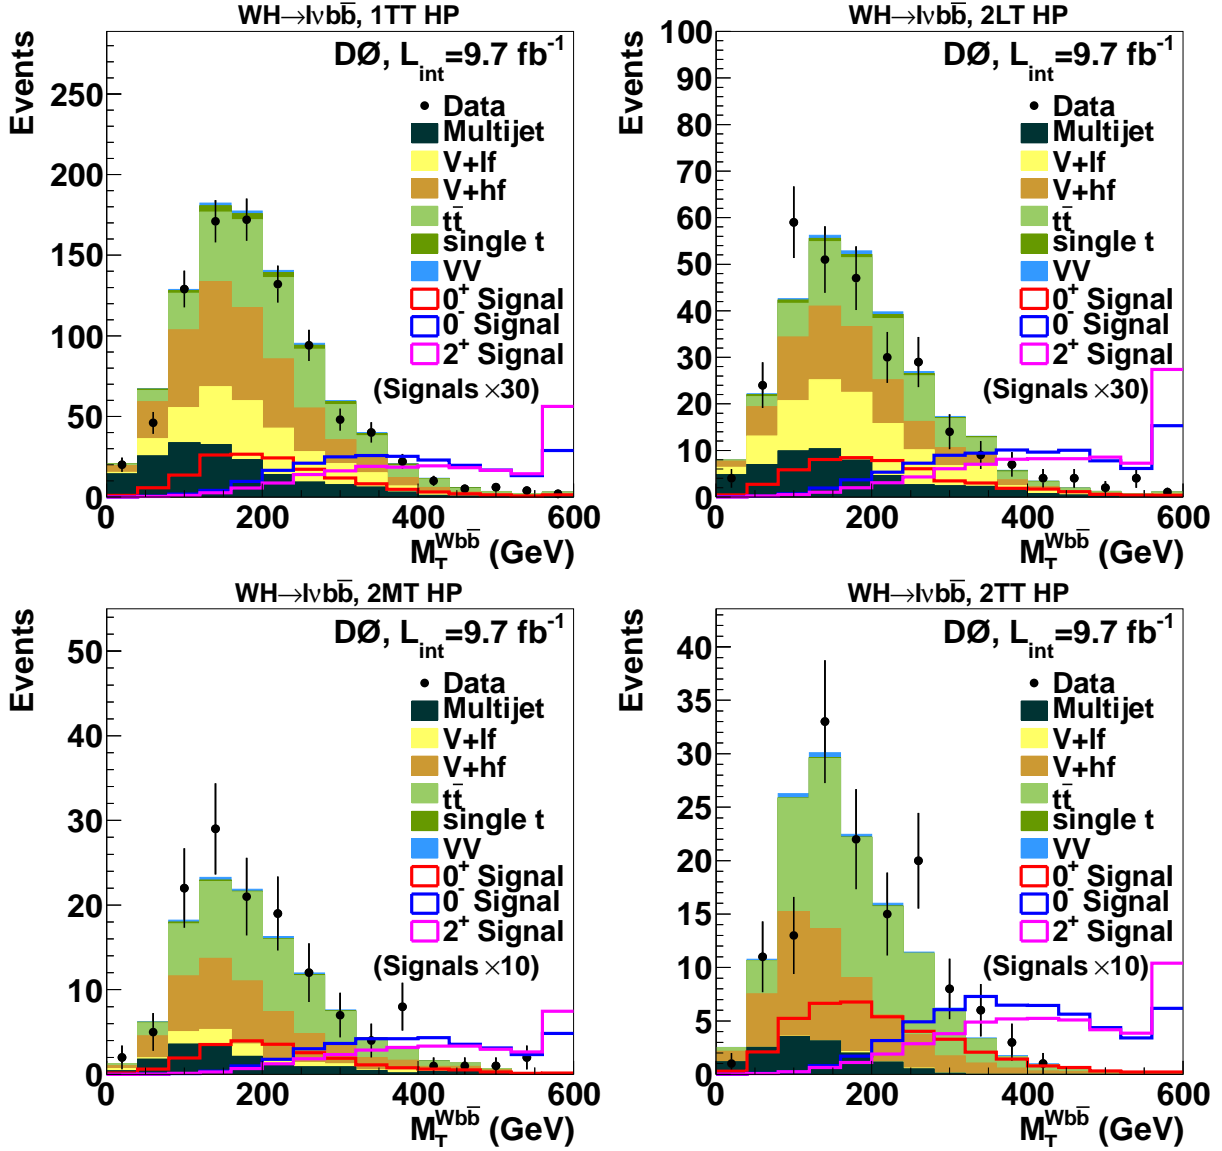 WH→lνbb̄, 1TT HP
Events
DØ, L_int=9.7 fb⁻¹
Data
Multijet
V+lf
V+hf
tt̄
single t
VV
0⁺ Signal
0⁻ Signal
2⁺ Signal
(Signals ×30)
250
200
150
100
50
0
0 200 400 600
M_T^Wbb̄ (GeV)
WH→lνbb̄, 2LT HP
Events
DØ, L_int=9.7 fb⁻¹
Data
Multijet
V+lf
V+hf
tt̄
single t
VV
0⁺ Signal
0⁻ Signal
2⁺ Signal
(Signals ×30)
100
90
80
70
60
50
40
30
20
10
0
0 200 400 600
M_T^Wbb̄ (GeV)
WH→lνbb̄, 2MT HP
Events
DØ, L_int=9.7 fb⁻¹
Data
Multijet
V+lf
V+hf
tt̄
single t
VV
0⁺ Signal
0⁻ Signal
2⁺ Signal
(Signals ×10)
50
40
30
20
10
0
0 200 400 600
M_T^Wbb̄ (GeV)
WH→lνbb̄, 2TT HP
Events
DØ, L_int=9.7 fb⁻¹
Data
Multijet
V+lf
V+hf
tt̄
single t
VV
0⁺ Signal
0⁻ Signal
2⁺ Signal
(Signals ×10)
40
35
30
25
20
15
10
5
0
0 200 400 600
M_T^Wbb̄ (GeV)